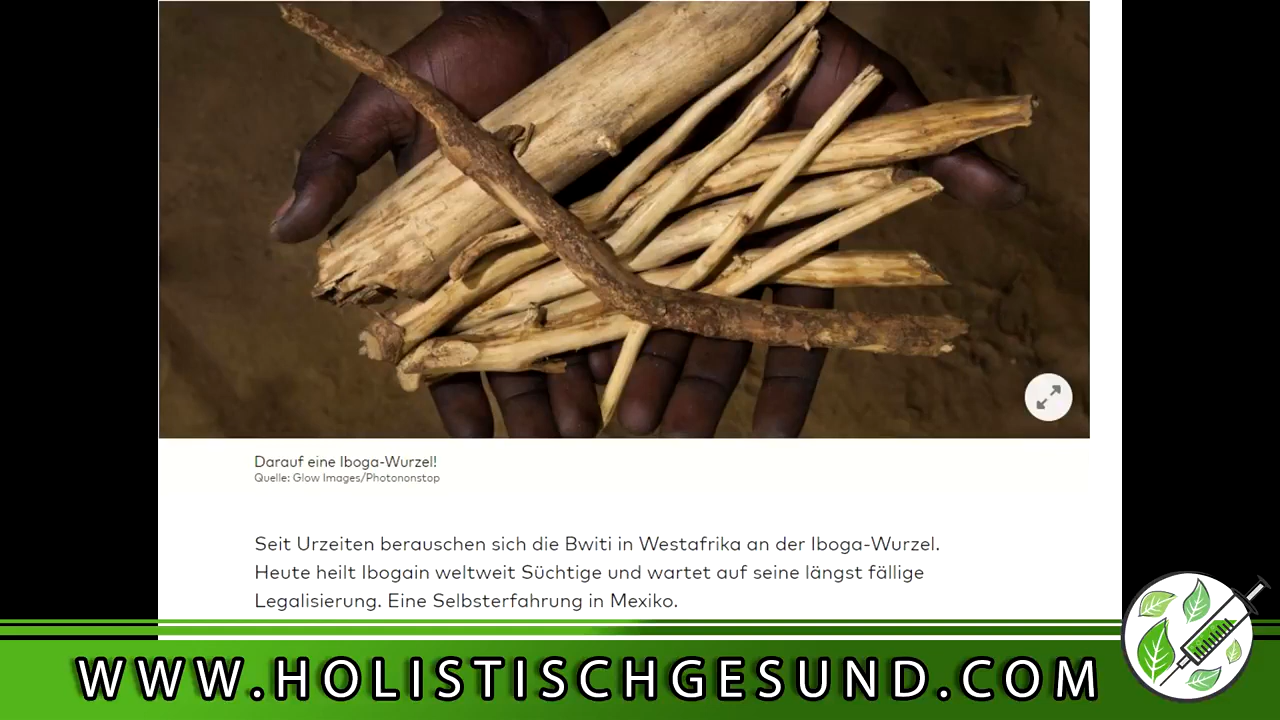 Darauf eine Iboga-Wurzel!
Quelle: Glow Images/Photononstop
Seit Urzeiten berauschen sich die Bwiti in Westafrika an der Iboga-Wurzel.
Heute heilt Ibogain weltweit Süchtige und wartet auf seine längst fällige
Legalisierung. Eine Selbsterfahrung in Mexiko.
WWW.HOLISTISCHGESUND.COM